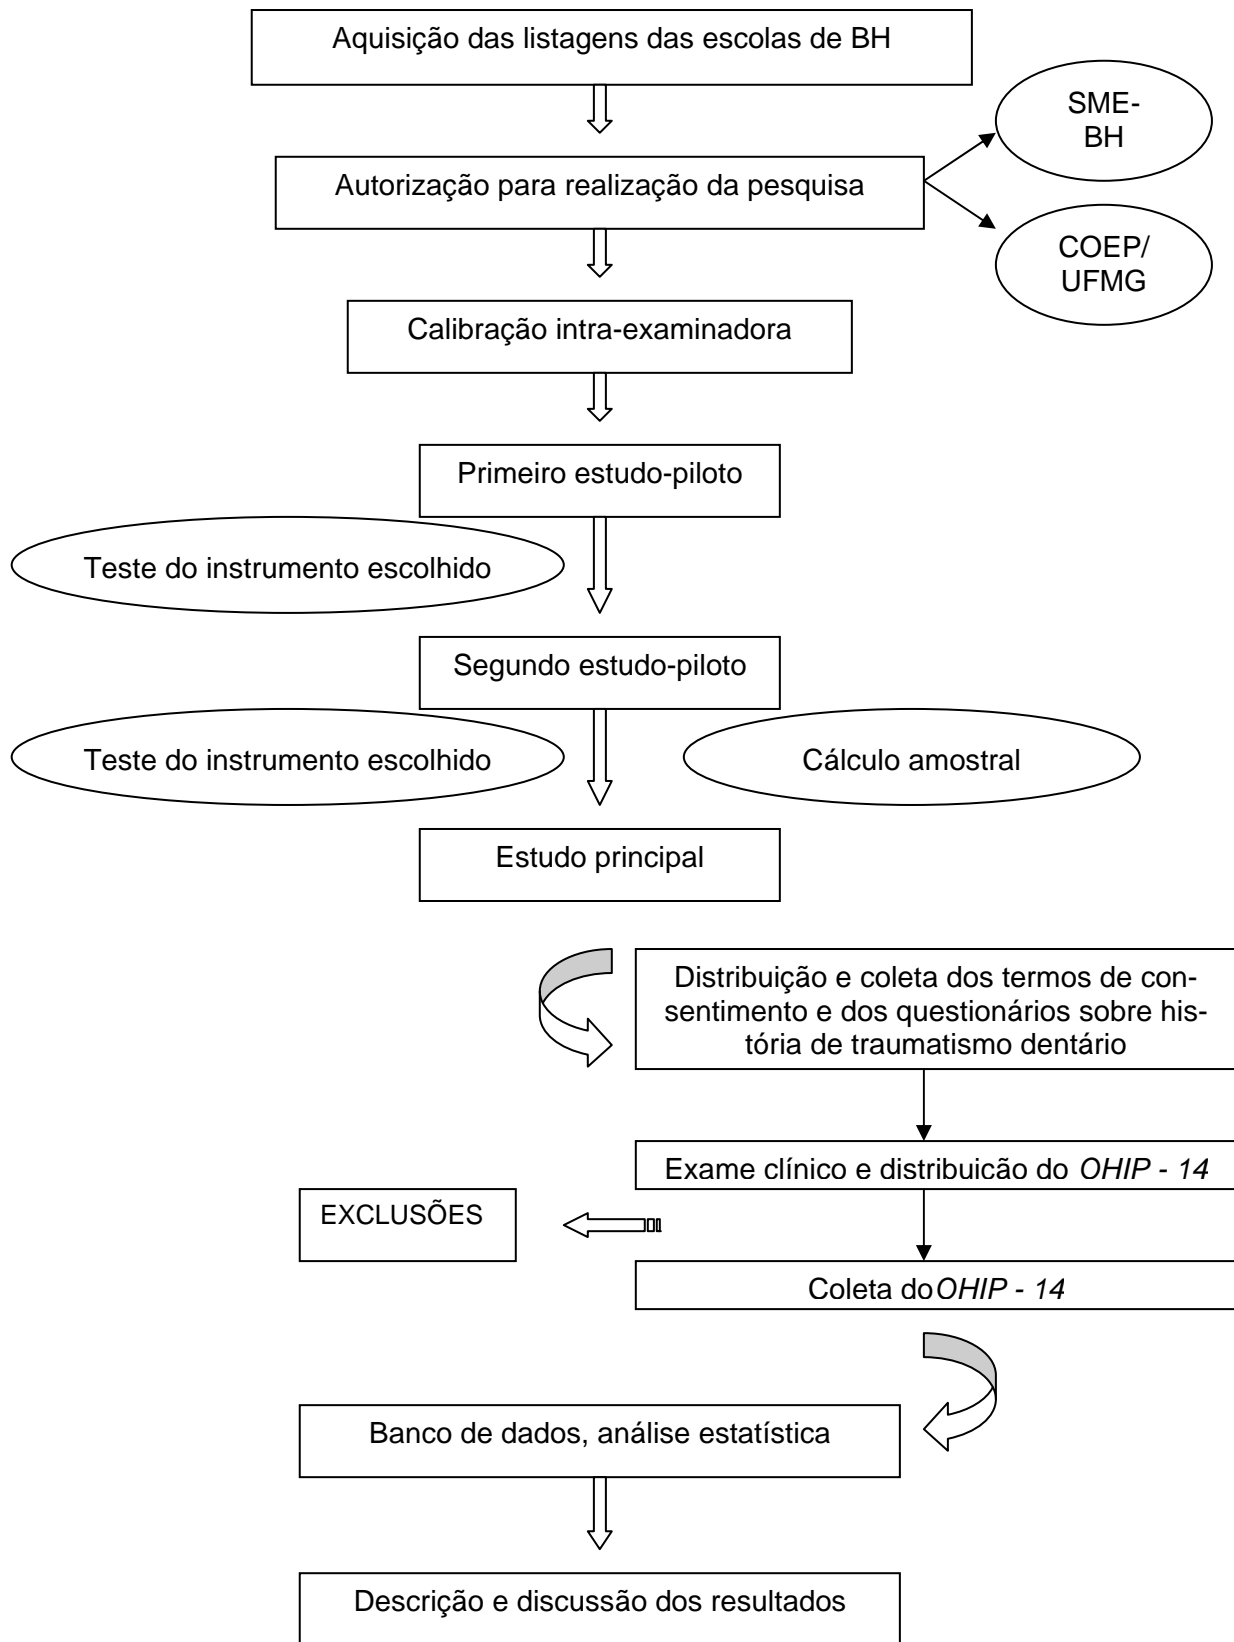 Aquisição das listagens das escolas de BH
SME-
BH
Autorização para realização da pesquisa
COEP/
UFMG
Calibração intra-examinadora
Primeiro estudo-piloto
Teste do instrumento escolhido
Segundo estudo-piloto
Teste do instrumento escolhido
Cálculo amostral
Estudo principal
Distribuição e coleta dos termos de con-
sentimento e dos questionários sobre his-
tória de traumatismo dentário
Exame clínico e distribuicão do OHIP - 14
EXCLUSÕES
Coleta do OHIP - 14
Banco de dados, análise estatística
Descrição e discussão dos resultados